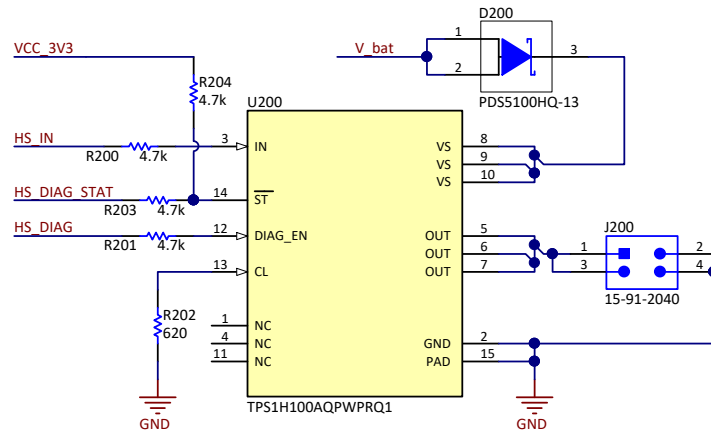 D200
VCC_3V3
V_bat
1
2
3
R204
4.7k
PDS5100HQ-13
U200
HS_IN
R200
4.7k
3
IN
VS
8
VS
9
VS
10
HS_DIAG_STAT
R203
4.7k
14
ST
HS_DIAG
R201
4.7k
12
DIAG_EN
OUT
5
OUT
6
OUT
7
J200
1
2
3
4
15-91-2040
13
CL
R202
620
1
NC
4
NC
11
NC
GND
2
PAD
15
TPS1H100AQPWPRQ1
GND
GND